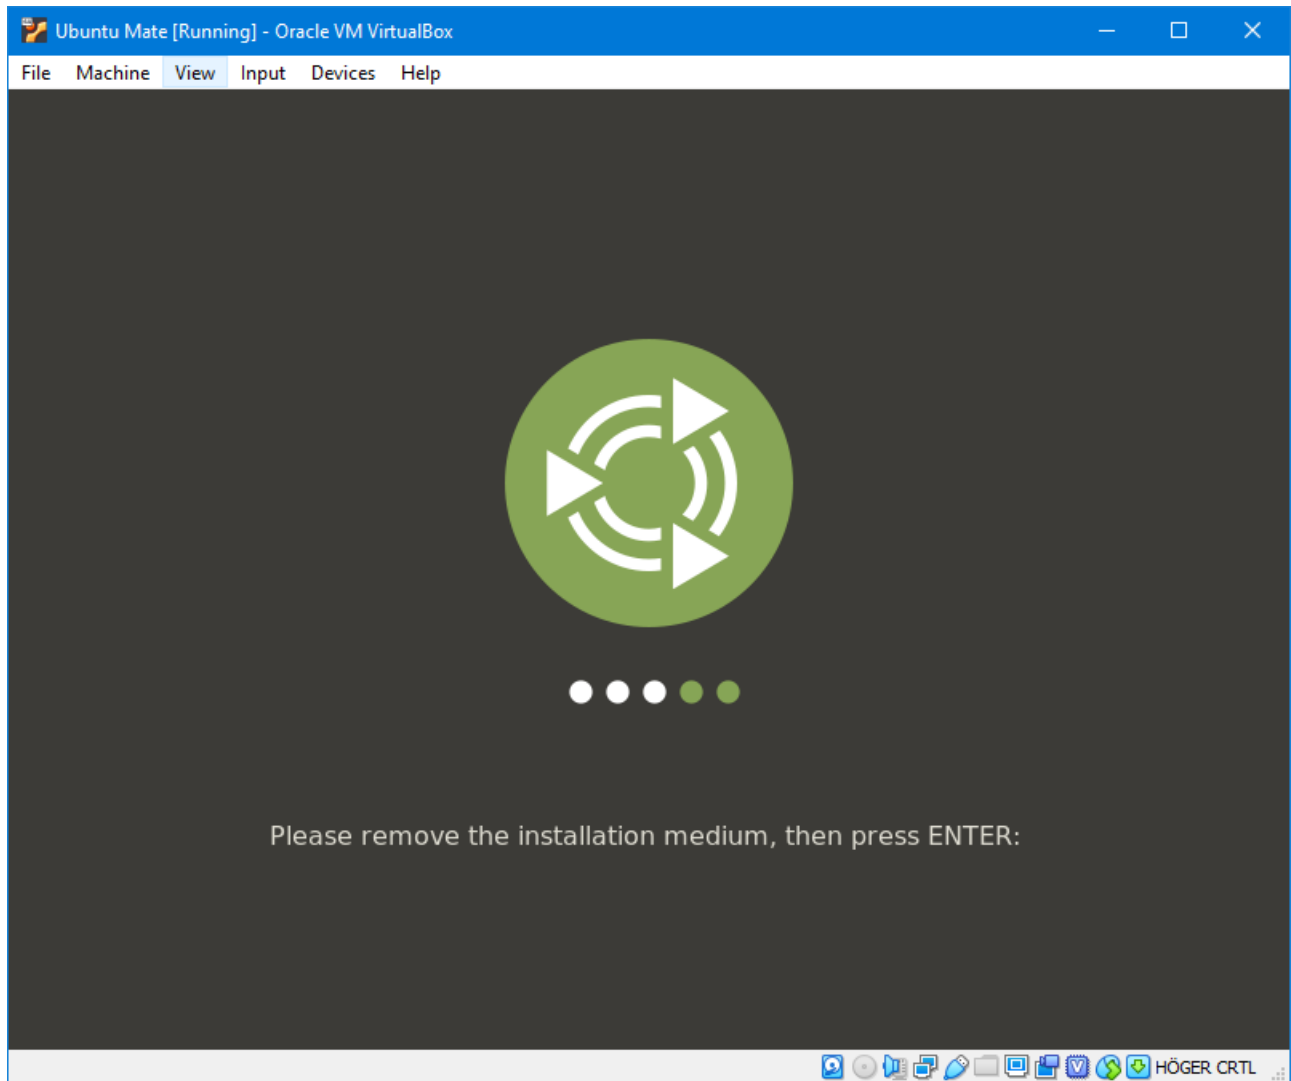 Ubuntu Mate [Running] - Oracle VM VirtualBox
File Machine View Input Devices Help
Please remove the installation medium, then press ENTER:
HÖGER CRTL